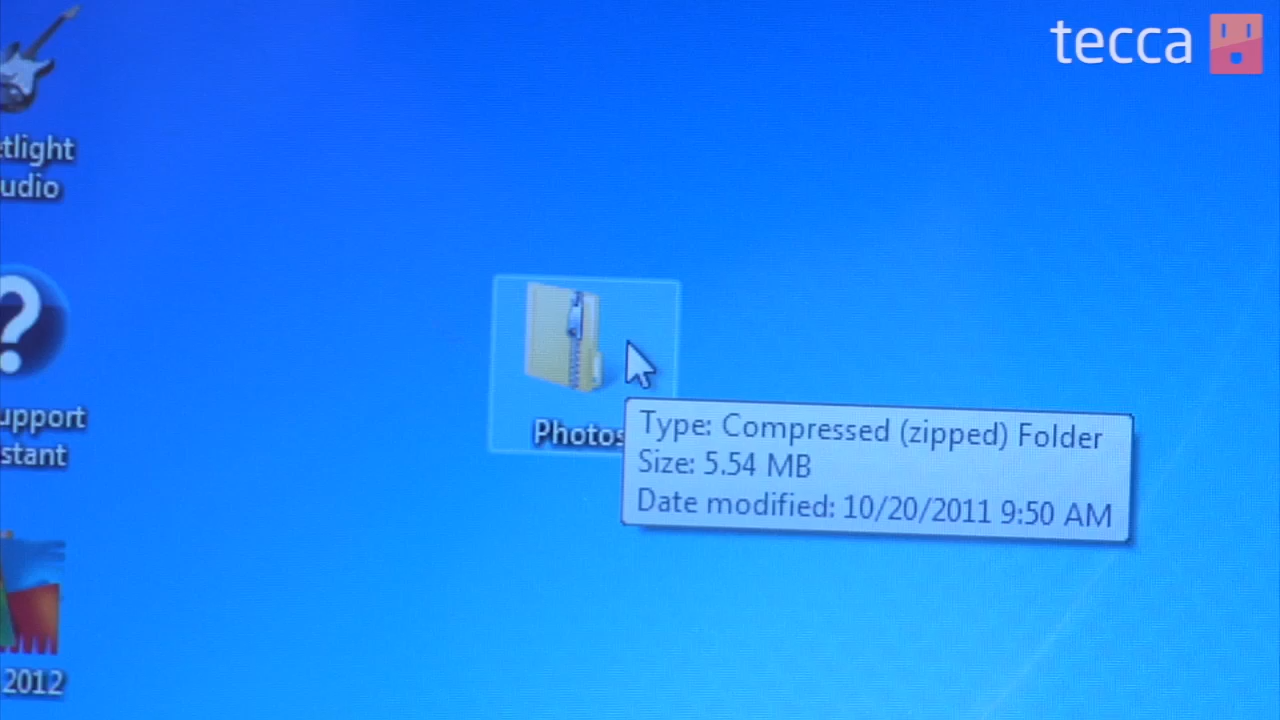 tecca
tlight
udio
upport
stant
2012
Photos
Type: Compressed (zipped) Folder
Size: 5.54 MB
Date modified: 10/20/2011 9:50 AM